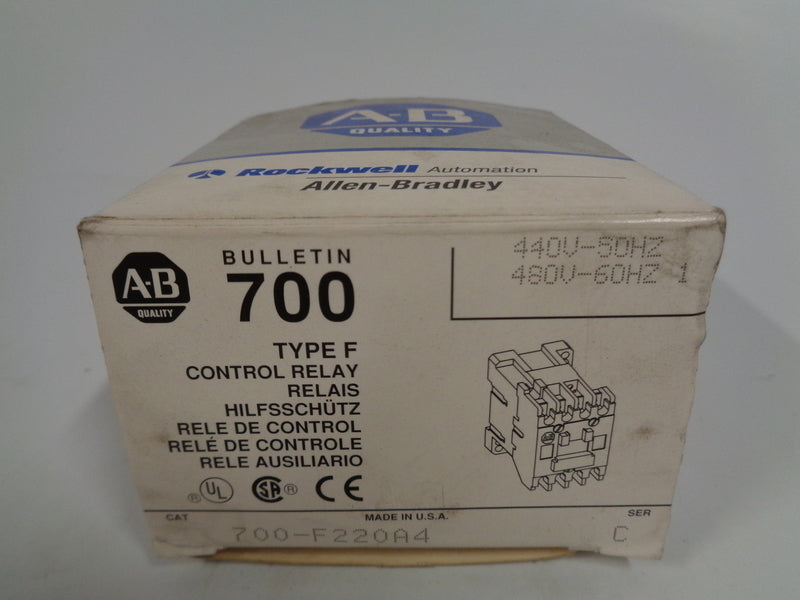 A-B
QUALITY
Rockwell Automation
Allen-Bradley
A-B
QUALITY
BULLETIN
700
440V-50HZ
480V-60HZ 1
TYPE F
CONTROL RELAY
RELAIS
HILFSSCHÜTZ
RELE DE CONTROL
RELÉ DE CONTROLE
RELE AUSILIARIO
® UL SA ® CE
CAT MADE IN U.S.A. SER
700-F220A4 C